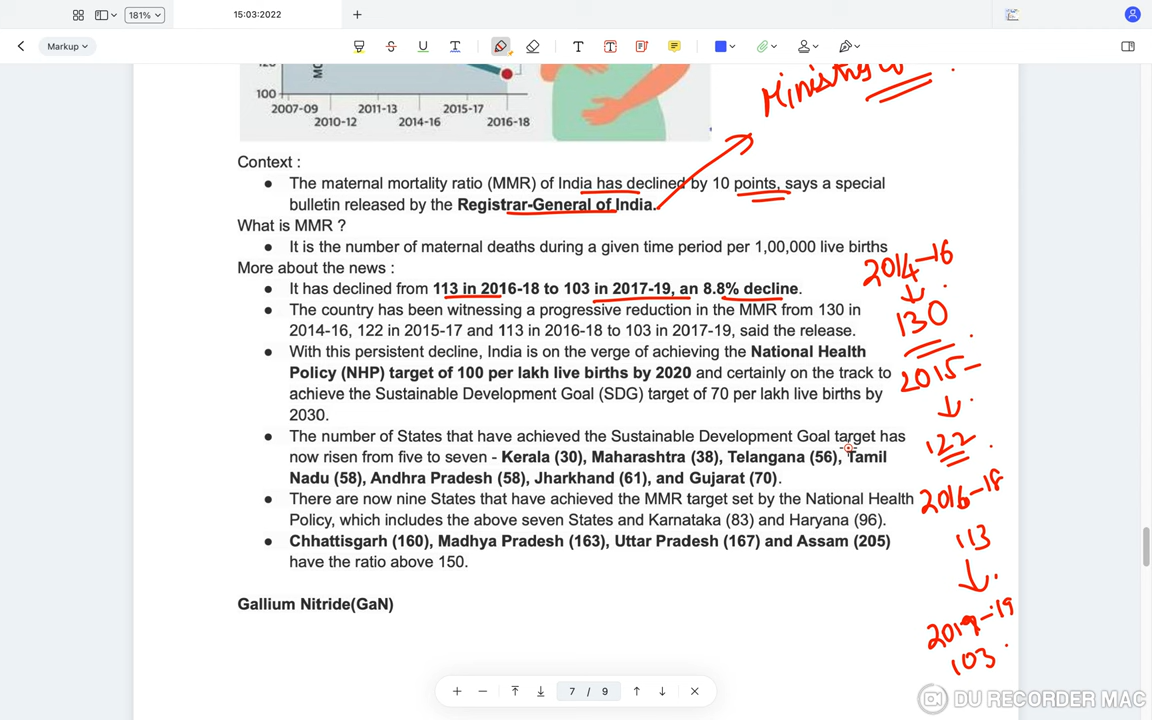 181%
15:03:2022
Markup
100
2007-09 2011-13 2015-17
2010-12 2014-16 2016-18
Ministry
Context :
● The maternal mortality ratio (MMR) of India has declined by 10 points, says a special
bulletin released by the Registrar-General of India.
What is MMR ?
● It is the number of maternal deaths during a given time period per 1,00,000 live births
More about the news :
● It has declined from 113 in 2016-18 to 103 in 2017-19, an 8.8% decline.
● The country has been witnessing a progressive reduction in the MMR from 130 in
2014-16, 122 in 2015-17 and 113 in 2016-18 to 103 in 2017-19, said the release.
● With this persistent decline, India is on the verge of achieving the National Health
Policy (NHP) target of 100 per lakh live births by 2020 and certainly on the track to
achieve the Sustainable Development Goal (SDG) target of 70 per lakh live births by
2030.
● The number of States that have achieved the Sustainable Development Goal target has
now risen from five to seven - Kerala (30), Maharashtra (38), Telangana (56), Tamil
Nadu (58), Andhra Pradesh (58), Jharkhand (61), and Gujarat (70).
● There are now nine States that have achieved the MMR target set by the National Health
Policy, which includes the above seven States and Karnataka (83) and Haryana (96).
● Chhattisgarh (160), Madhya Pradesh (163), Uttar Pradesh (167) and Assam (205)
have the ratio above 150.
Gallium Nitride(GaN)
2014-16
130
2015-
122
2016-18
113
103
7 / 9
DU RECORDER MAC